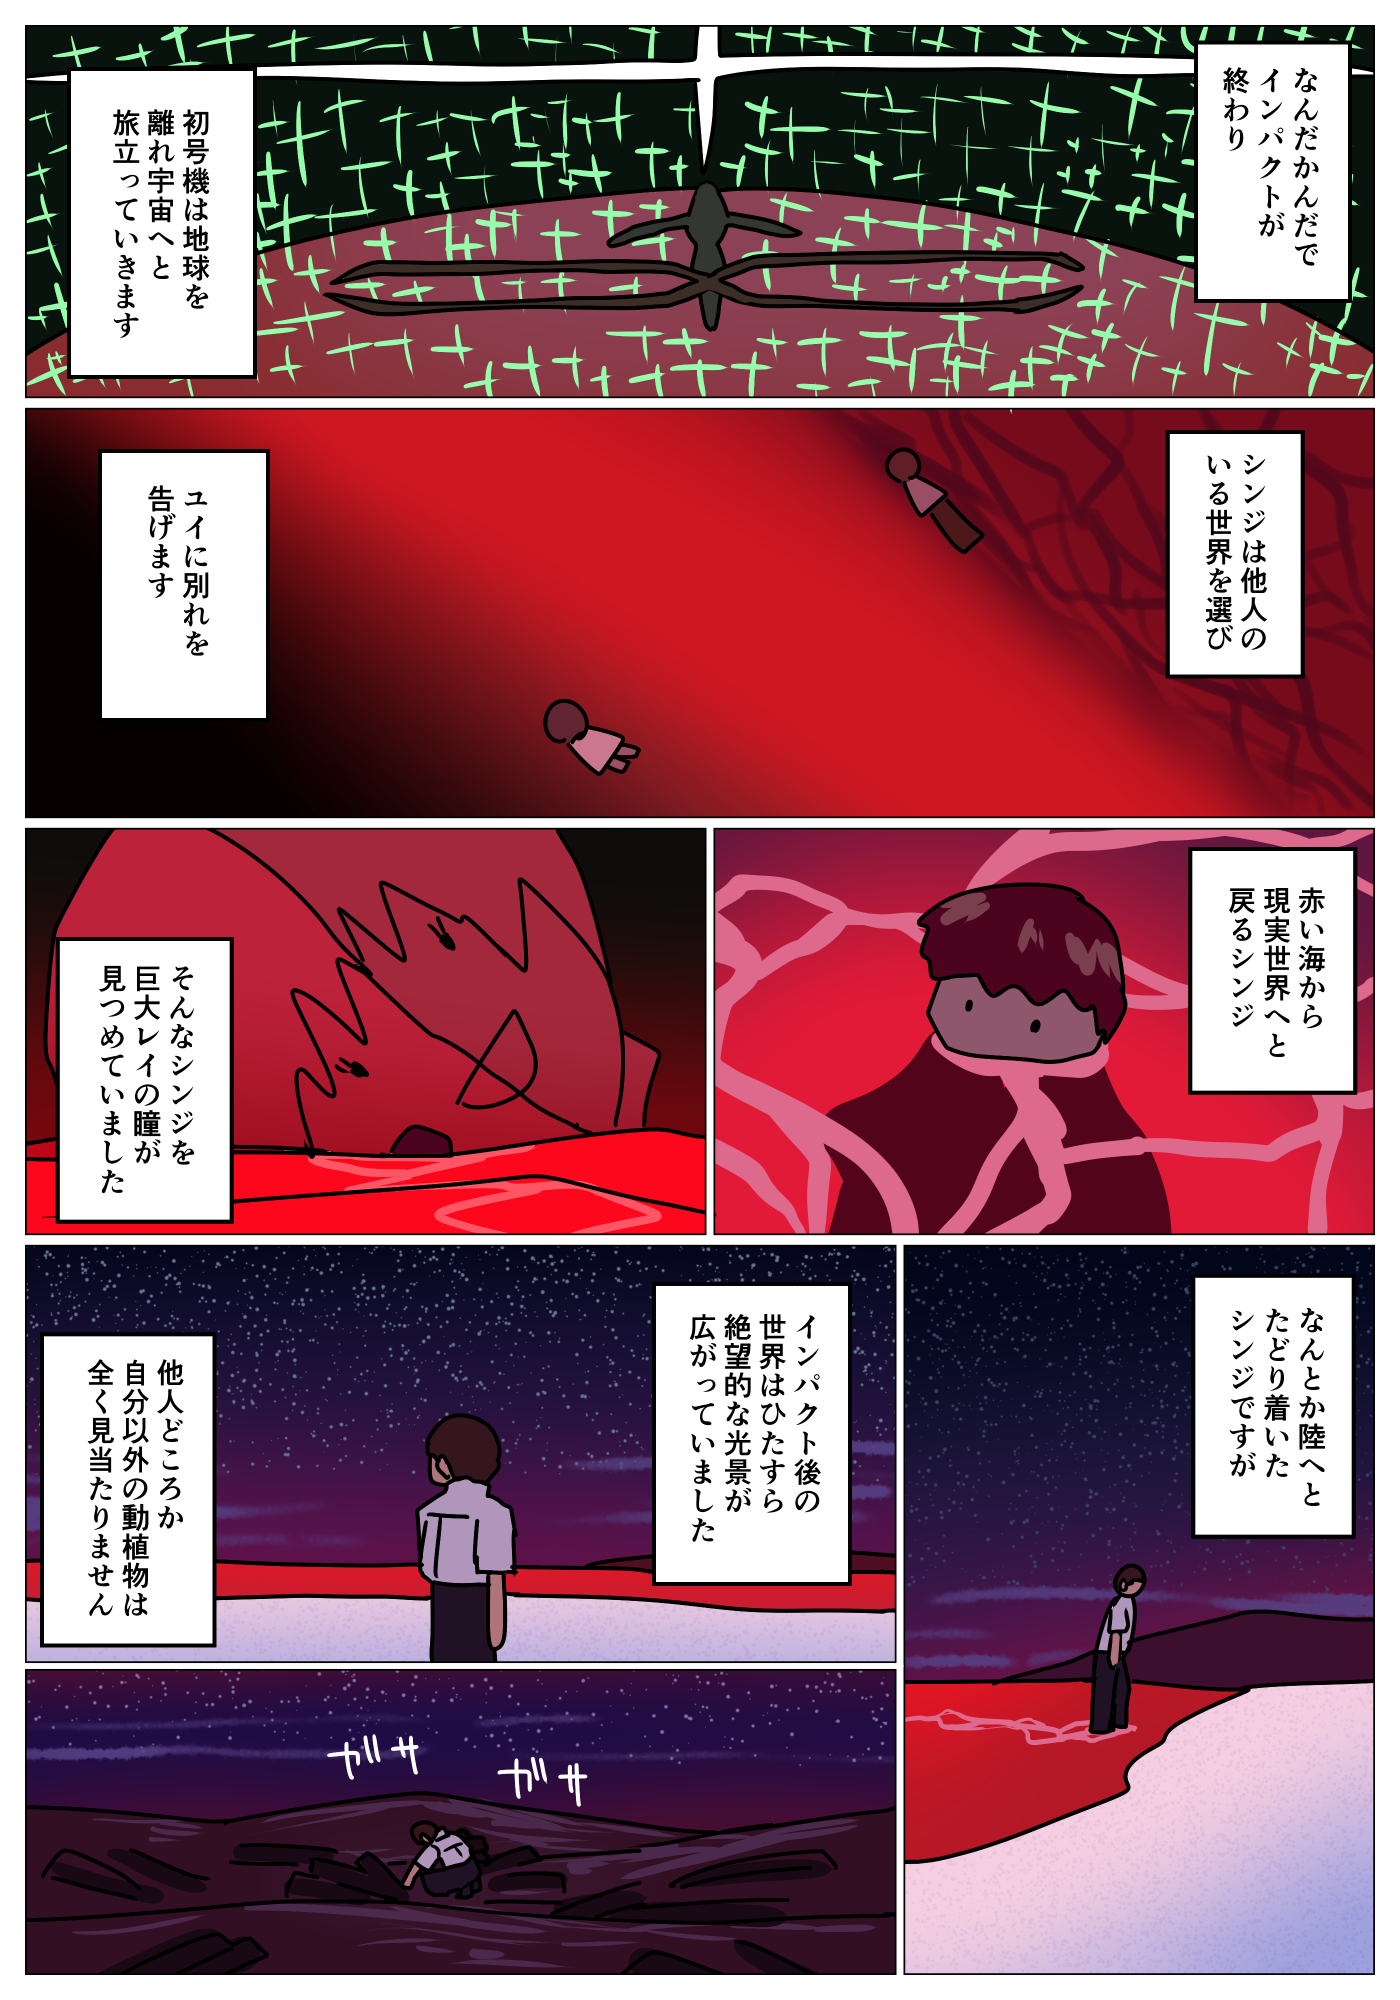 なんだかんだで
インパクトが
終わり
初号機は地球を
離れ宇宙へと
旅立っていきます
シンジは他人の
いる世界を選び
ユイに別れを
告げます
赤い海から
現実世界へと
戻るシンジ
そんなシンジを
巨大レイの瞳が
見つめていました
なんとか陸へと
たどり着いた
シンジですが
インパクト後の
世界はひたすら
絶望的な光景が
広がっていました
他人どころか
自分以外の動植物は
全く見当たりません
ガサ
ガサ